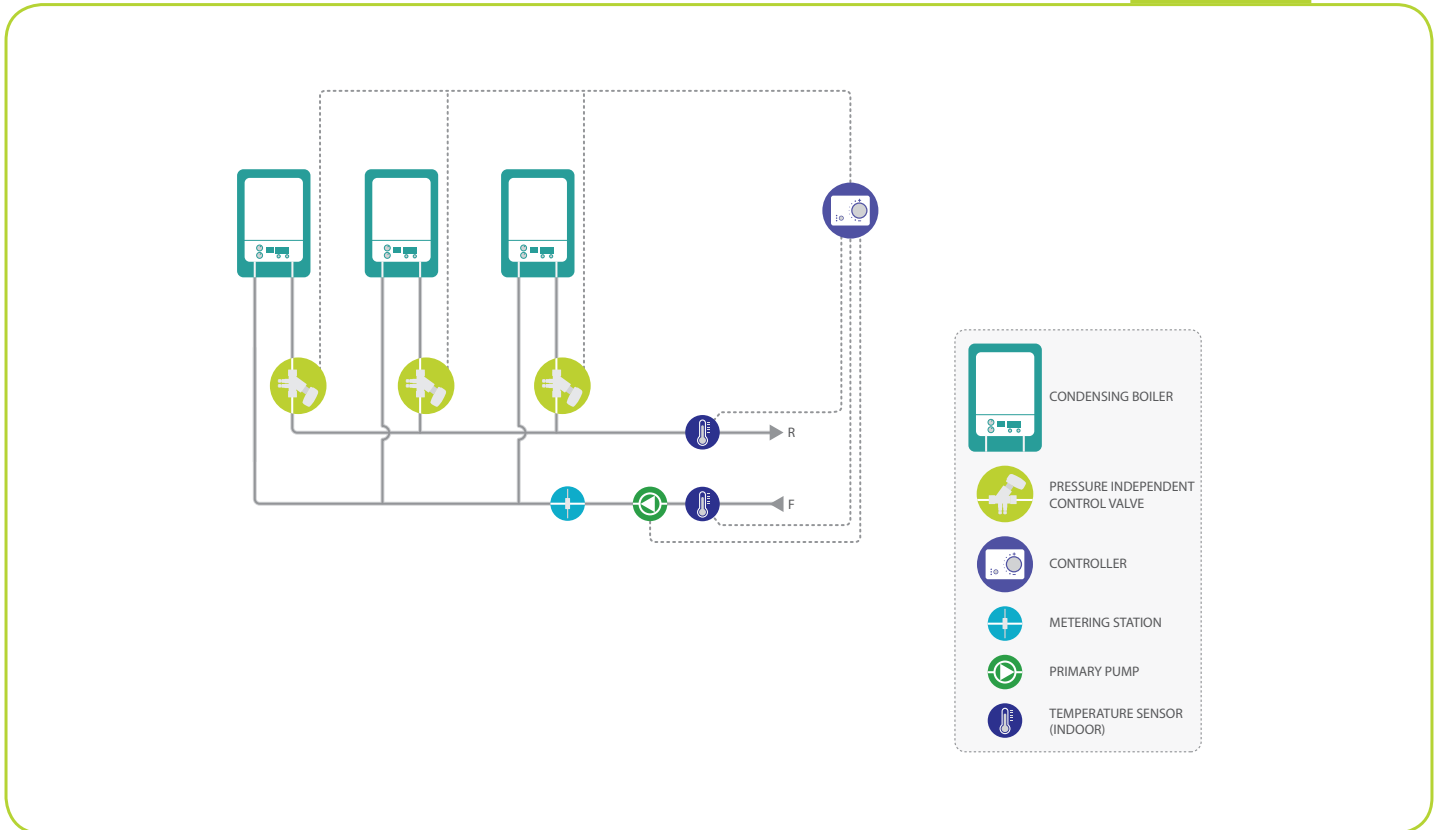 R
F
CONDENSING BOILER
PRESSURE INDEPENDENT
CONTROL VALVE
CONTROLLER
METERING STATION
PRIMARY PUMP
TEMPERATURE SENSOR
(INDOOR)